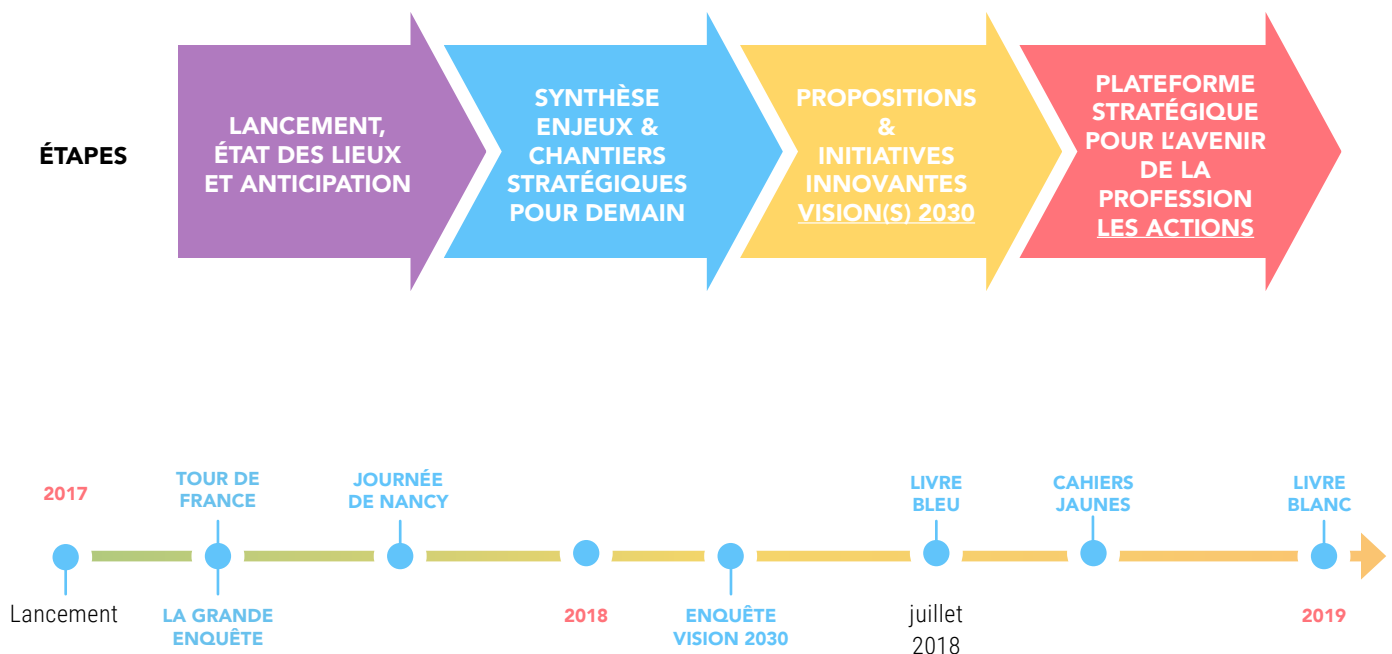 ÉTAPES
LANCEMENT,
ÉTAT DES LIEUX
ET ANTICIPATION
SYNTHÈSE
ENJEUX &
CHANTIERS
STRATÉGIQUES
POUR DEMAIN
PROPOSITIONS
&
INITIATIVES
INNOVANTES
VISION(S) 2030
PLATEFORME
STRATÉGIQUE
POUR L'AVENIR
DE LA
PROFESSION
LES ACTIONS
2017
Lancement
TOUR DE
FRANCE
LA GRANDE
ENQUÊTE
JOURNÉE
DE NANCY
2018
ENQUÊTE
VISION 2030
LIVRE
BLEU
juillet
2018
CAHIERS
JAUNES
LIVRE
BLANC
2019